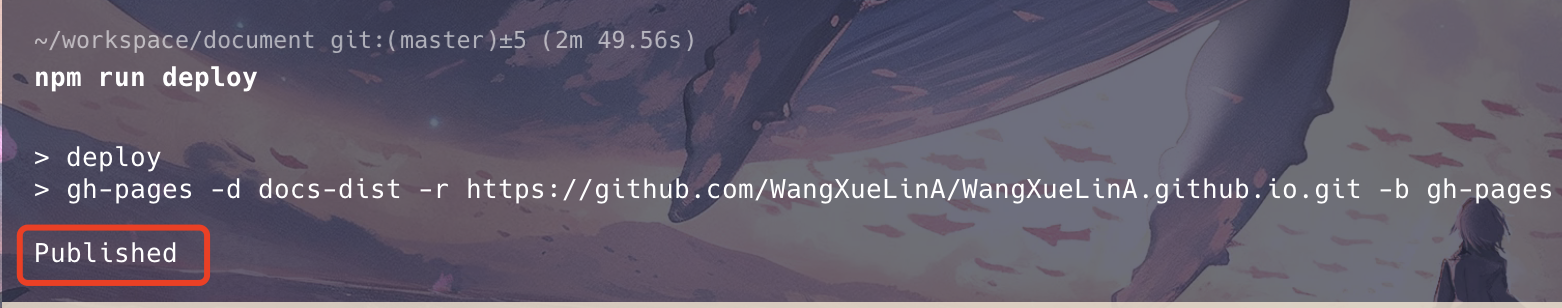 ~/workspace/document git:(master)±5 (2m 49.56s)
npm run deploy
> deploy
> gh-pages -d docs-dist -r https://github.com/WangXueLinA/WangXueLinA.github.io.git -b gh-pages
Published